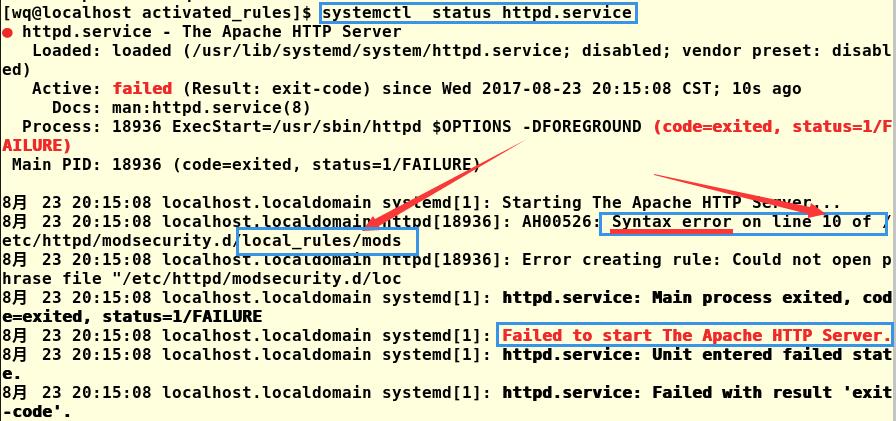 [wq@localhost activated_rules]$ systemctl  status httpd.service
● httpd.service - The Apache HTTP Server
   Loaded: loaded (/usr/lib/systemd/system/httpd.service; disabled; vendor preset: disabl
ed)
   Active: failed (Result: exit-code) since Wed 2017-08-23 20:15:08 CST; 10s ago
     Docs: man:httpd.service(8)
  Process: 18936 ExecStart=/usr/sbin/httpd $OPTIONS -DFOREGROUND (code=exited, status=1/F
AILURE)
 Main PID: 18936 (code=exited, status=1/FAILURE)
8月 23 20:15:08 localhost.localdomain systemd[1]: Starting The Apache HTTP Server...
8月 23 20:15:08 localhost.localdomain httpd[18936]: AH00526: Syntax error on line 10 of /
etc/httpd/modsecurity.d/local_rules/mods
8月 23 20:15:08 localhost.localdomain httpd[18936]: Error creating rule: Could not open p
hrase file "/etc/httpd/modsecurity.d/loc
8月 23 20:15:08 localhost.localdomain systemd[1]: httpd.service: Main process exited, cod
e=exited, status=1/FAILURE
8月 23 20:15:08 localhost.localdomain systemd[1]: Failed to start The Apache HTTP Server.
8月 23 20:15:08 localhost.localdomain systemd[1]: httpd.service: Unit entered failed stat
e.
8月 23 20:15:08 localhost.localdomain systemd[1]: httpd.service: Failed with result 'exit
-code'.